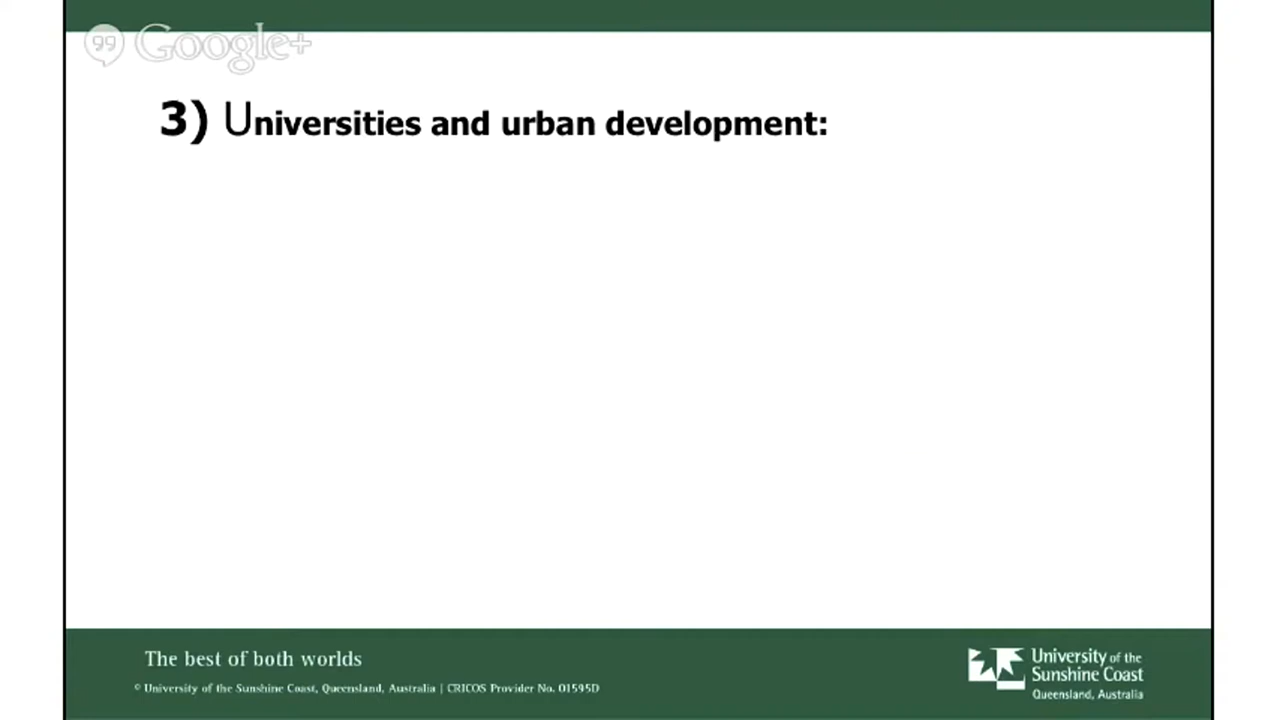 Google+
3) Universities and urban development:
The best of both worlds
© University of the Sunshine Coast, Queensland, Australia | CRICOS Provider No. 01595D
University of the
Sunshine Coast
Queensland, Australia